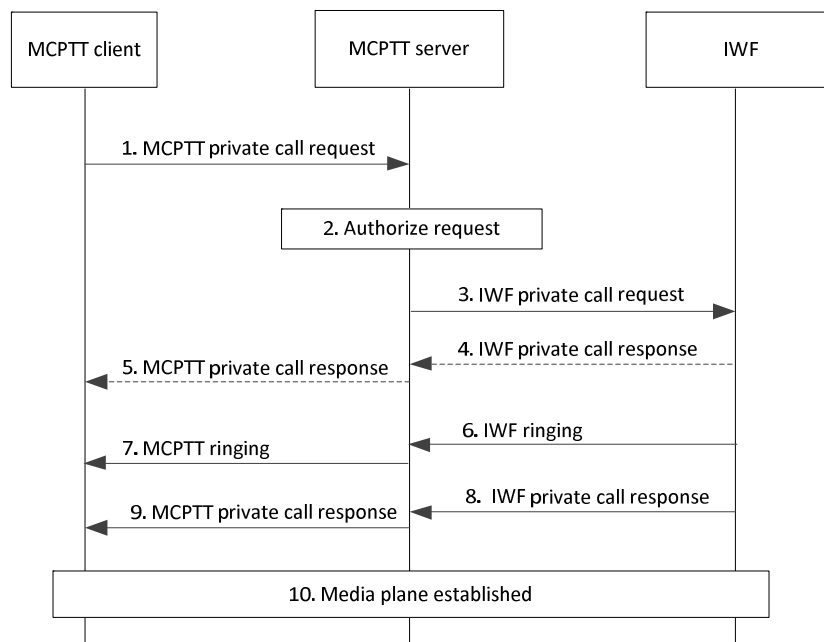 MCPTT client
MCPTT server
IWF
1. MCPTT private call request
2. Authorize request
3. IWF private call request
4. IWF private call response
5. MCPTT private call response
6. IWF ringing
7. MCPTT ringing
8. IWF private call response
9. MCPTT private call response
10. Media plane established